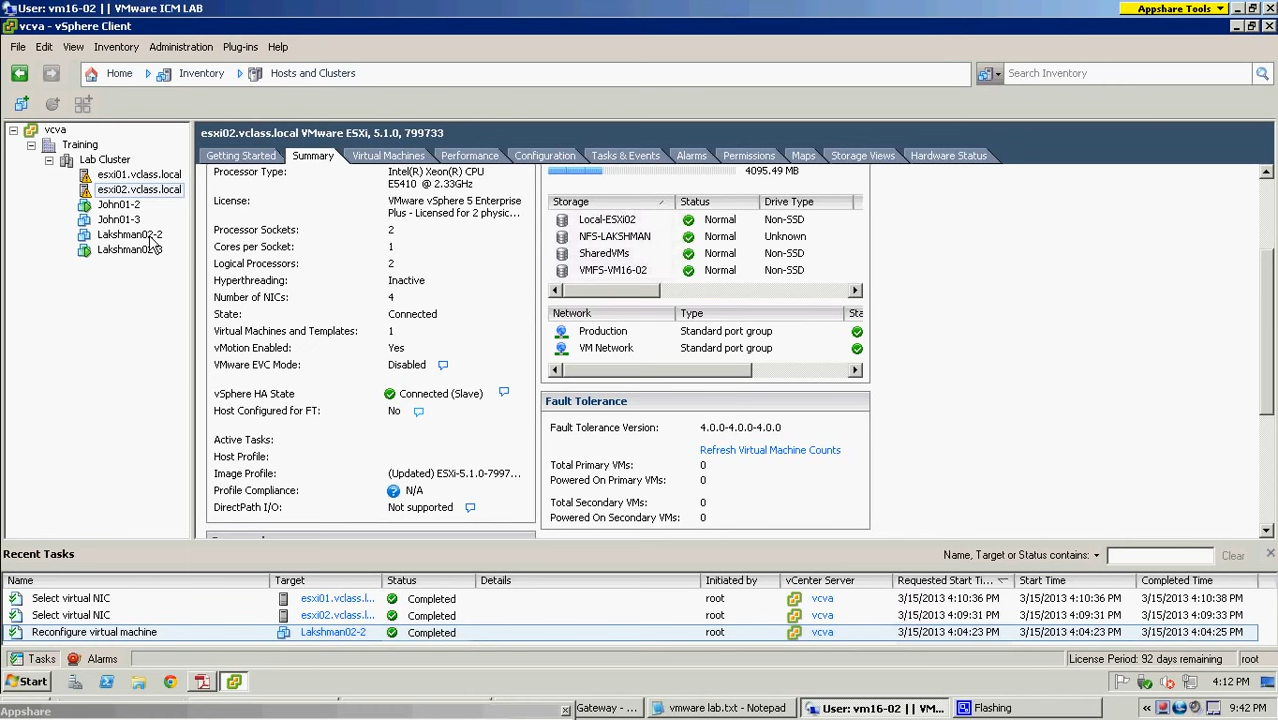 User: vm16-02 || VMware ICM LAB
Appshare Tools
vcva - vSphere Client
File Edit View Inventory Administration Plug-ins Help
Home Inventory Hosts and Clusters
Search Inventory
vcva
Training
Lab Cluster
esxi01.vclass.local
esxi02.vclass.local
John01-2
John01-3
Lakshman02-2
esxi02.vclass.local VMware ESXi, 5.1.0, 799733
Getting Started Summary Virtual Machines Performance Configuration Tasks & Events Alarms Permissions Maps Storage Views Hardware Status
Processor Type: Intel(R) Xeon(R) CPU
E5410 @ 2.33GHz
License: VMware vSphere 5 Enterprise
Plus - Licensed for 2 physic...
Processor Sockets: 2
Cores per Socket: 1
Logical Processors: 2
Hyperthreading: Inactive
Number of NICs: 4
State: Connected
Virtual Machines and Templates: 1
vMotion Enabled: Yes
VMware EVC Mode: Disabled
vSphere HA State Connected (Slave)
Host Configured for FT: No
Active Tasks:
Host Profile:
Image Profile: (Updated) ESXi-5.1.0-7997...
Profile Compliance: N/A
DirectPath I/O: Not supported
4095.49 MB
Storage Status Drive Type
Local-ESXi02 Normal Non-SSD
NFS-LAKSHMAN Normal Unknown
SharedVMs Normal Non-SSD
VMFS-VM16-02 Normal Non-SSD
Network Type Sta
Production Standard port group
VM Network Standard port group
Fault Tolerance
Fault Tolerance Version: 4.0.0-4.0.0-4.0.0
Refresh Virtual Machine Counts
Total Primary VMs: 0
Powered On Primary VMs: 0
Total Secondary VMs: 0
Powered On Secondary VMs: 0
Recent Tasks
Name, Target or Status contains: Clear
Name Target Status Details Initiated by vCenter Server Requested Start Ti... Start Time Completed Time
Select virtual NIC esxi01.vclass.l... Completed root vcva 3/15/2013 4:10:36 PM 3/15/2013 4:10:36 PM 3/15/2013 4:10:38 PM
Select virtual NIC esxi02.vclass.l... Completed root vcva 3/15/2013 4:09:31 PM 3/15/2013 4:09:31 PM 3/15/2013 4:09:33 PM
Reconfigure virtual machine Lakshman02-2 Completed root vcva 3/15/2013 4:04:23 PM 3/15/2013 4:04:23 PM 3/15/2013 4:04:25 PM
Tasks Alarms
License Period: 92 days remaining root
Start
4:12 PM
Appshare
Gateway - ...
vmware lab.txt - Notepad
User: vm16-02 || VM...
Flashing
9:42 PM